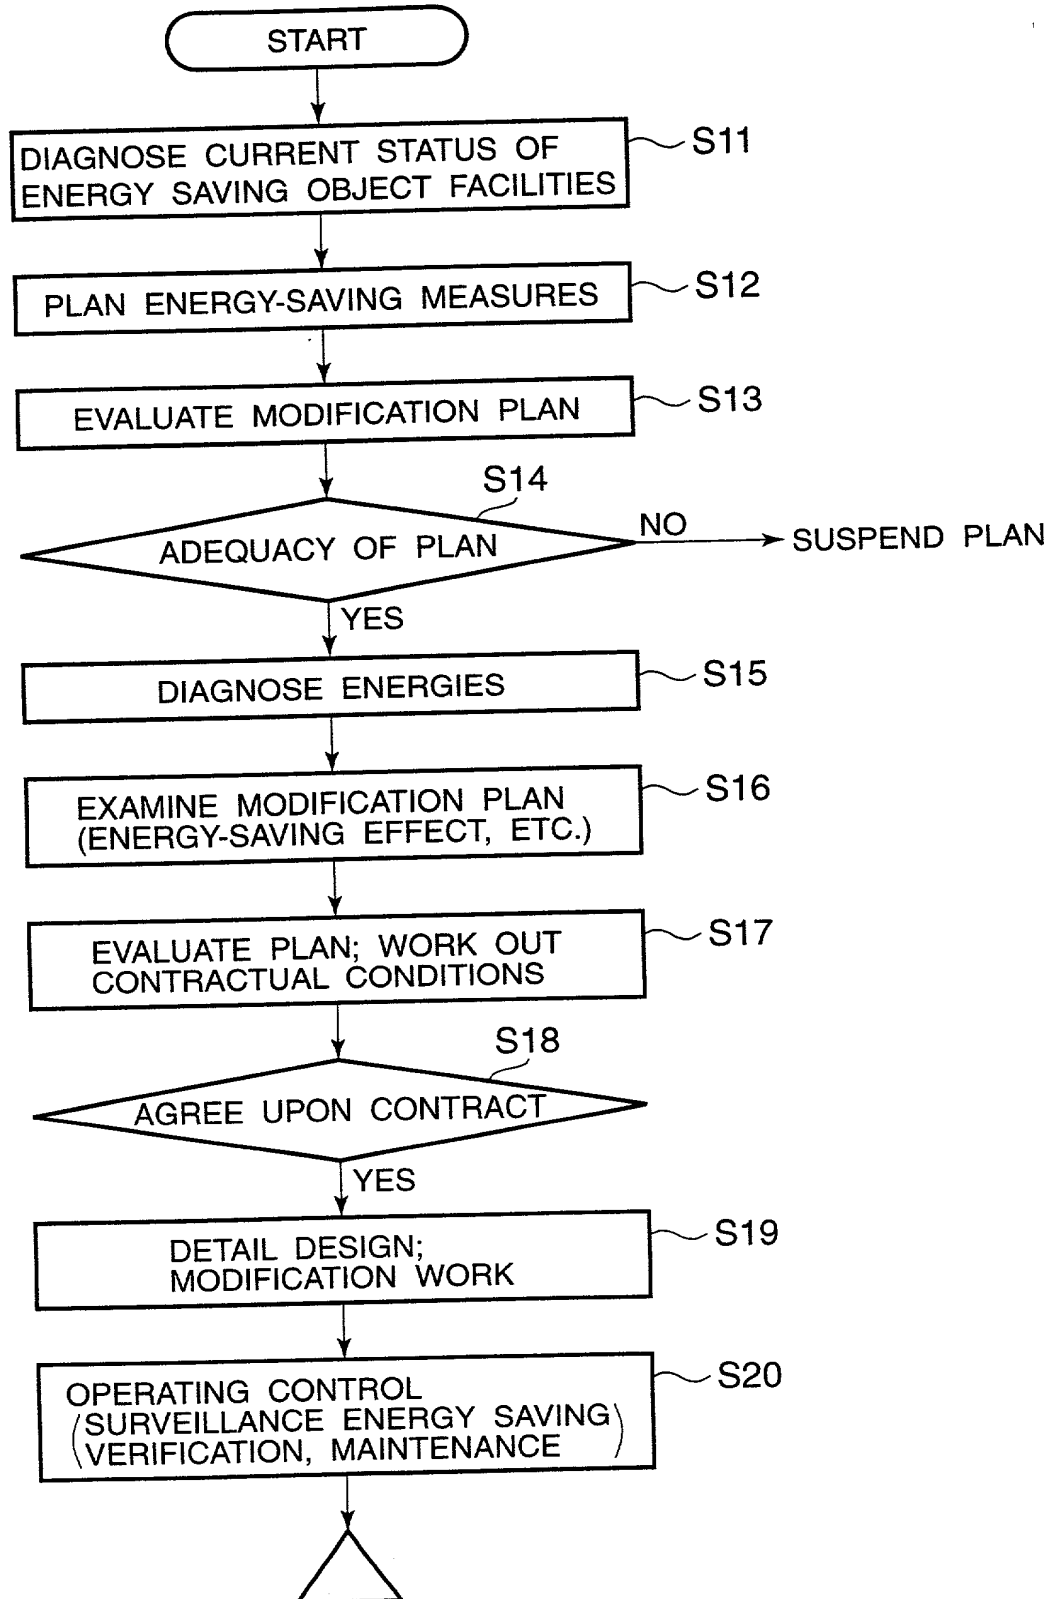 START
DIAGNOSE CURRENT STATUS OF
ENERGY SAVING OBJECT FACILITIES
S11
PLAN ENERGY-SAVING MEASURES
S12
EVALUATE MODIFICATION PLAN
S13
S14
ADEQUACY OF PLAN
NO
SUSPEND PLAN
YES
DIAGNOSE ENERGIES
S15
EXAMINE MODIFICATION PLAN
(ENERGY-SAVING EFFECT, ETC.)
S16
EVALUATE PLAN; WORK OUT
CONTRACTUAL CONDITIONS
S17
S18
AGREE UPON CONTRACT
YES
DETAIL DESIGN;
MODIFICATION WORK
S19
OPERATING CONTROL
(SURVEILLANCE ENERGY SAVING
VERIFICATION, MAINTENANCE)
S20